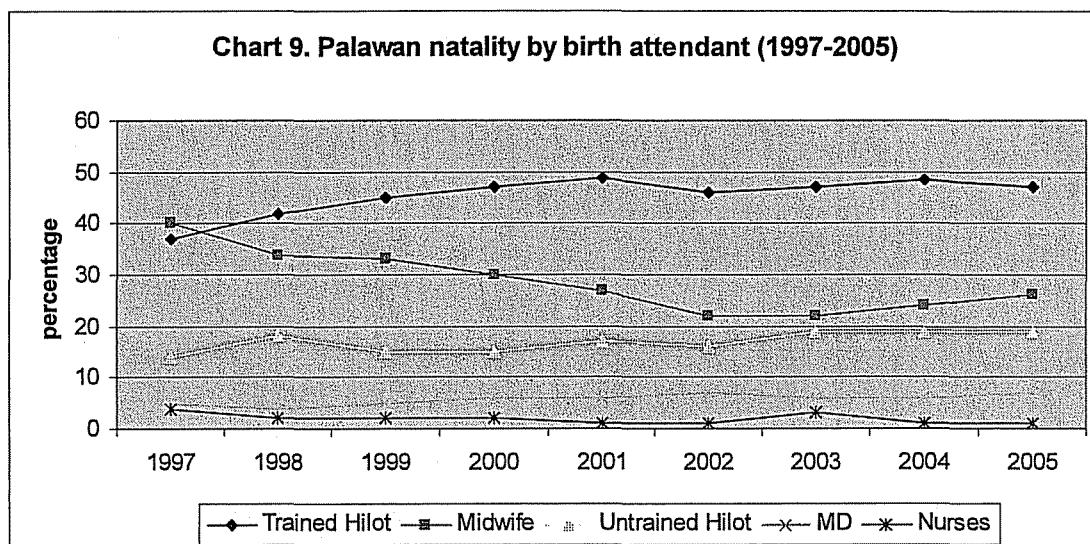 Chart 9. Palawan natality by birth attendant (1997-2005)
percentage
60
50
40
30
20
10
0
1997 1998 1999 2000 2001 2002 2003 2004 2005
Trained Hilot Midwife Untrained Hilot MD Nurses